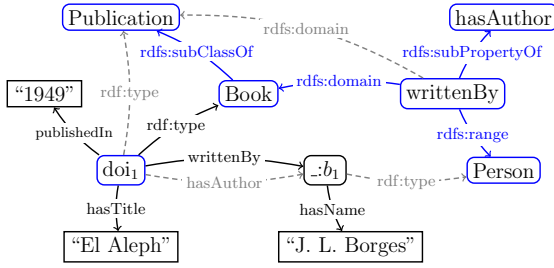 Publication
hasAuthor
rdfs:domain
rdfs:subClassOf
rdfs:subPropertyOf
rdf:type
rdfs:domain
“1949”
Book
writtenBy
publishedIn
rdf:type
rdfs:range
writtenBy
doi₁
_:b₁
Person
hasAuthor
rdf:type
hasTitle
hasName
“El Aleph”
“J. L. Borges”